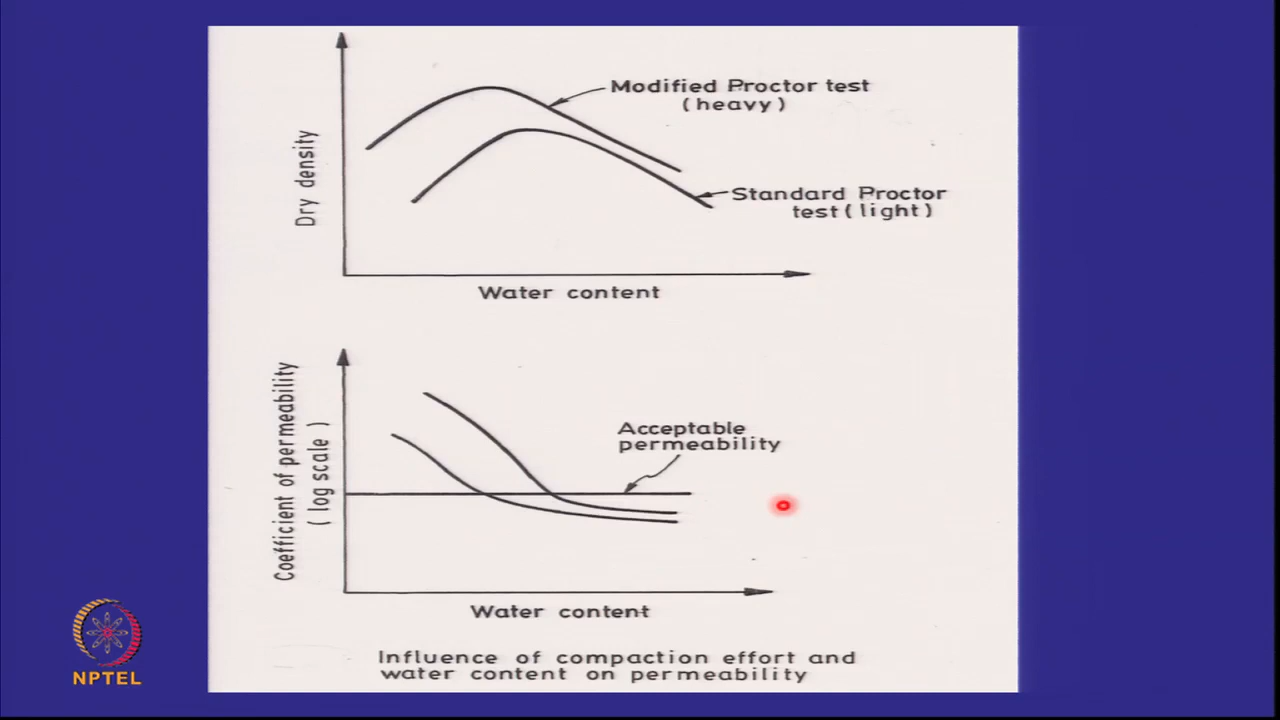 Modified Proctor test
(heavy)
Dry density
Standard Proctor
test (light)
Water content
Coefficient of permeability
(log scale)
Acceptable
permeability
Water content
Influence of compaction effort and
water content on permeability
NPTEL